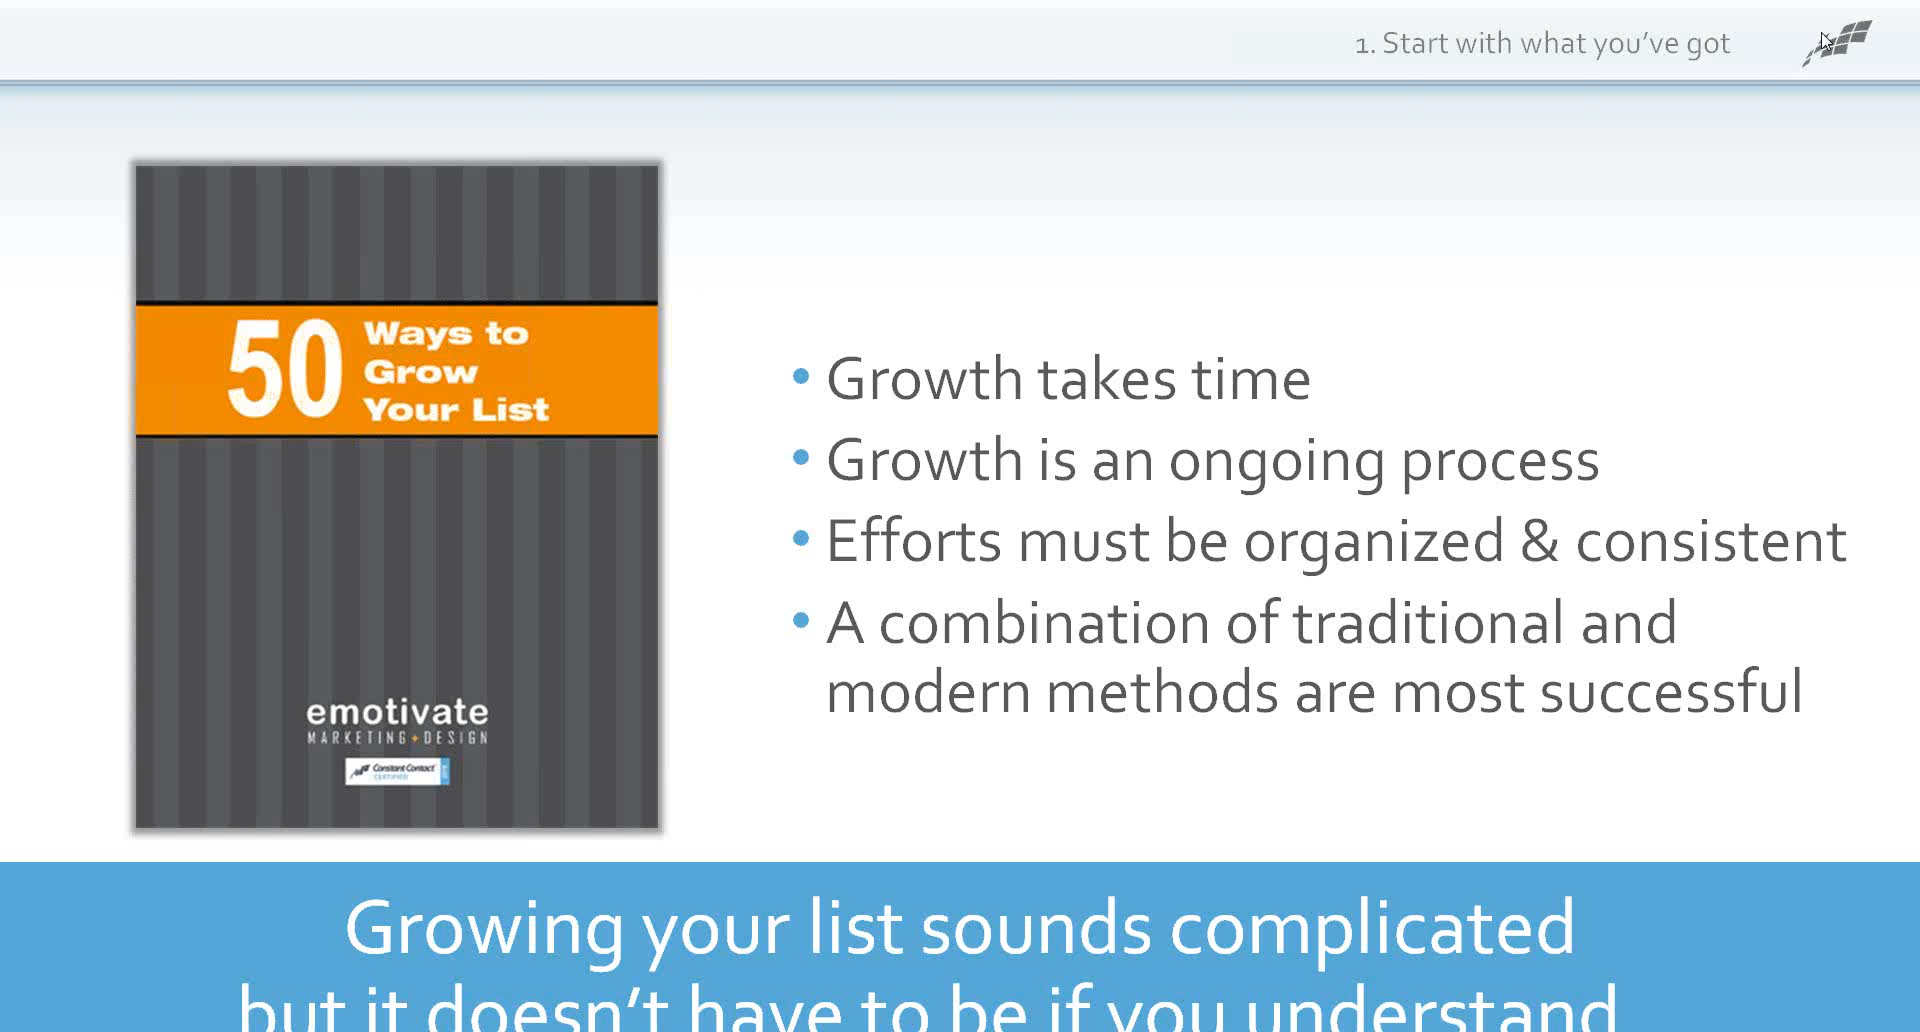 1. Start with what you've got
50 Ways to
Grow
Your List
emotivate
MARKETING+DESIGN
Constant Contact
CERTIFIED
• Growth takes time
• Growth is an ongoing process
• Efforts must be organized & consistent
• A combination of traditional and
modern methods are most successful
Growing your list sounds complicated
but it doesn't have to be if you understand